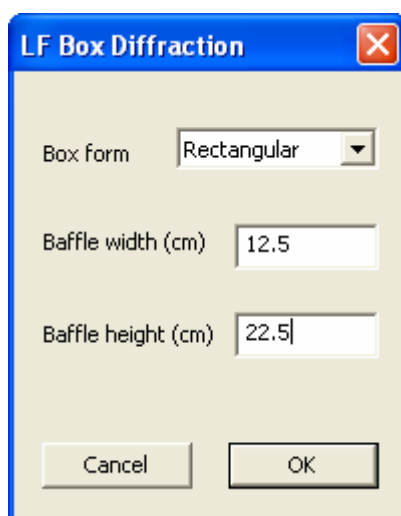 LF Box Diffraction
Box form Rectangular
Baffle width (cm) 12.5
Baffle height (cm) 22.5
Cancel OK